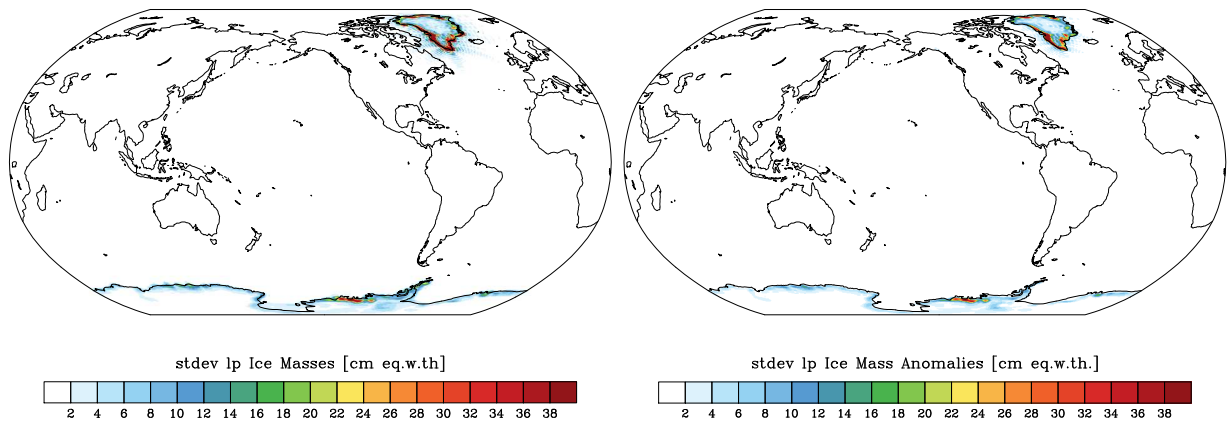 stdev lp Ice Masses [cm eq.w.th]
2 4 6 8 10 12 14 16 18 20 22 24 26 28 30 32 34 36 38
stdev lp Ice Mass Anomalies [cm eq.w.th.]
2 4 6 8 10 12 14 16 18 20 22 24 26 28 30 32 34 36 38